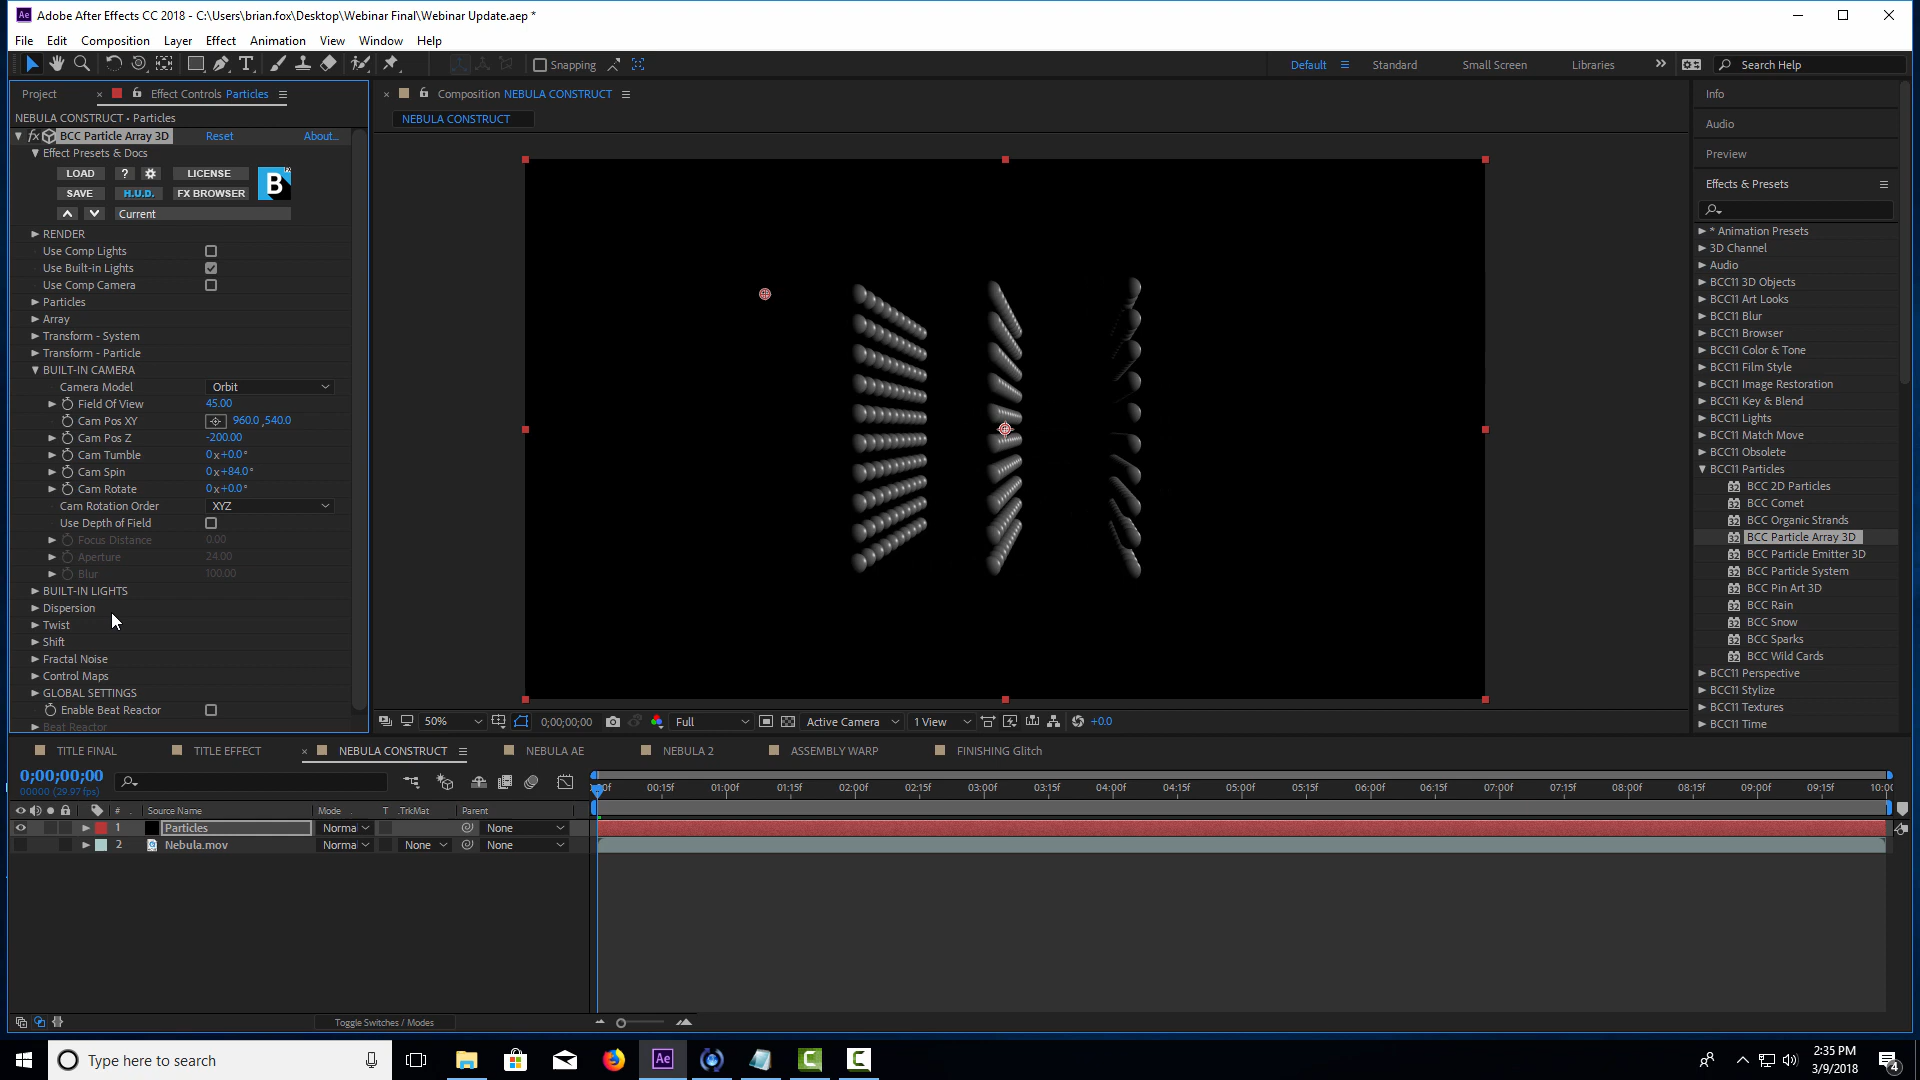 Ae Adobe After Effects CC 2018 - C:\Users\brian.fox\Desktop\Webinar Final\Webinar Update.aep *
File Edit Composition Layer Effect Animation View Window Help
Snapping Default Standard Small Screen Libraries Search Help
Project Effect Controls Particles
Composition NEBULA CONSTRUCT
NEBULA CONSTRUCT • Particles
NEBULA CONSTRUCT
fx BCC Particle Array 3D Reset About...
Effect Presets & Docs
LOAD ? LICENSE
SAVE H.U.D. FX BROWSER
B
Current
RENDER
Use Comp Lights
Use Built-in Lights
Use Comp Camera
Particles
Array
Transform - System
Transform - Particle
BUILT-IN CAMERA
Camera Model Orbit
Field Of View 45.00
Cam Pos XY 960.0 ,540.0
Cam Pos Z -200.00
Cam Tumble 0x+0.0°
Cam Spin 0x+84.0°
Cam Rotate 0x+0.0°
Cam Rotation Order XYZ
Use Depth of Field
Focus Distance 0.00
Aperture 24.00
Blur 100.00
BUILT-IN LIGHTS
Dispersion
Twist
Shift
Fractal Noise
Control Maps
GLOBAL SETTINGS
Enable Beat Reactor
Beat Reactor
50% 0;00;00;00 Full Active Camera 1 View +0.0
Info
Audio
Preview
Effects & Presets
* Animation Presets
3D Channel
Audio
BCC11 3D Objects
BCC11 Art Looks
BCC11 Blur
BCC11 Browser
BCC11 Color & Tone
BCC11 Film Style
BCC11 Image Restoration
BCC11 Key & Blend
BCC11 Lights
BCC11 Match Move
BCC11 Obsolete
BCC11 Particles
32 BCC 2D Particles
32 BCC Comet
32 BCC Organic Strands
32 BCC Particle Array 3D
32 BCC Particle Emitter 3D
32 BCC Particle System
32 BCC Pin Art 3D
32 BCC Rain
32 BCC Snow
32 BCC Sparks
32 BCC Wild Cards
BCC11 Perspective
BCC11 Stylize
BCC11 Textures
BCC11 Time
TITLE FINAL TITLE EFFECT NEBULA CONSTRUCT NEBULA AE NEBULA 2 ASSEMBLY WARP FINISHING Glitch
0;00;00;00
00000 (29.97 fps)
00:15f 01:00f 01:15f 02:00f 02:15f 03:00f 03:15f 04:00f 04:15f 05:00f 05:15f 06:00f 06:15f 07:00f 07:15f 08:00f 08:15f 09:00f 09:15f 10:00
# Source Name Mode T .TrkMat Parent
1 Particles Norma None
2 Nebula.mov Norma None None
Toggle Switches / Modes
Type here to search
Ae
2:35 PM
3/9/2018
4